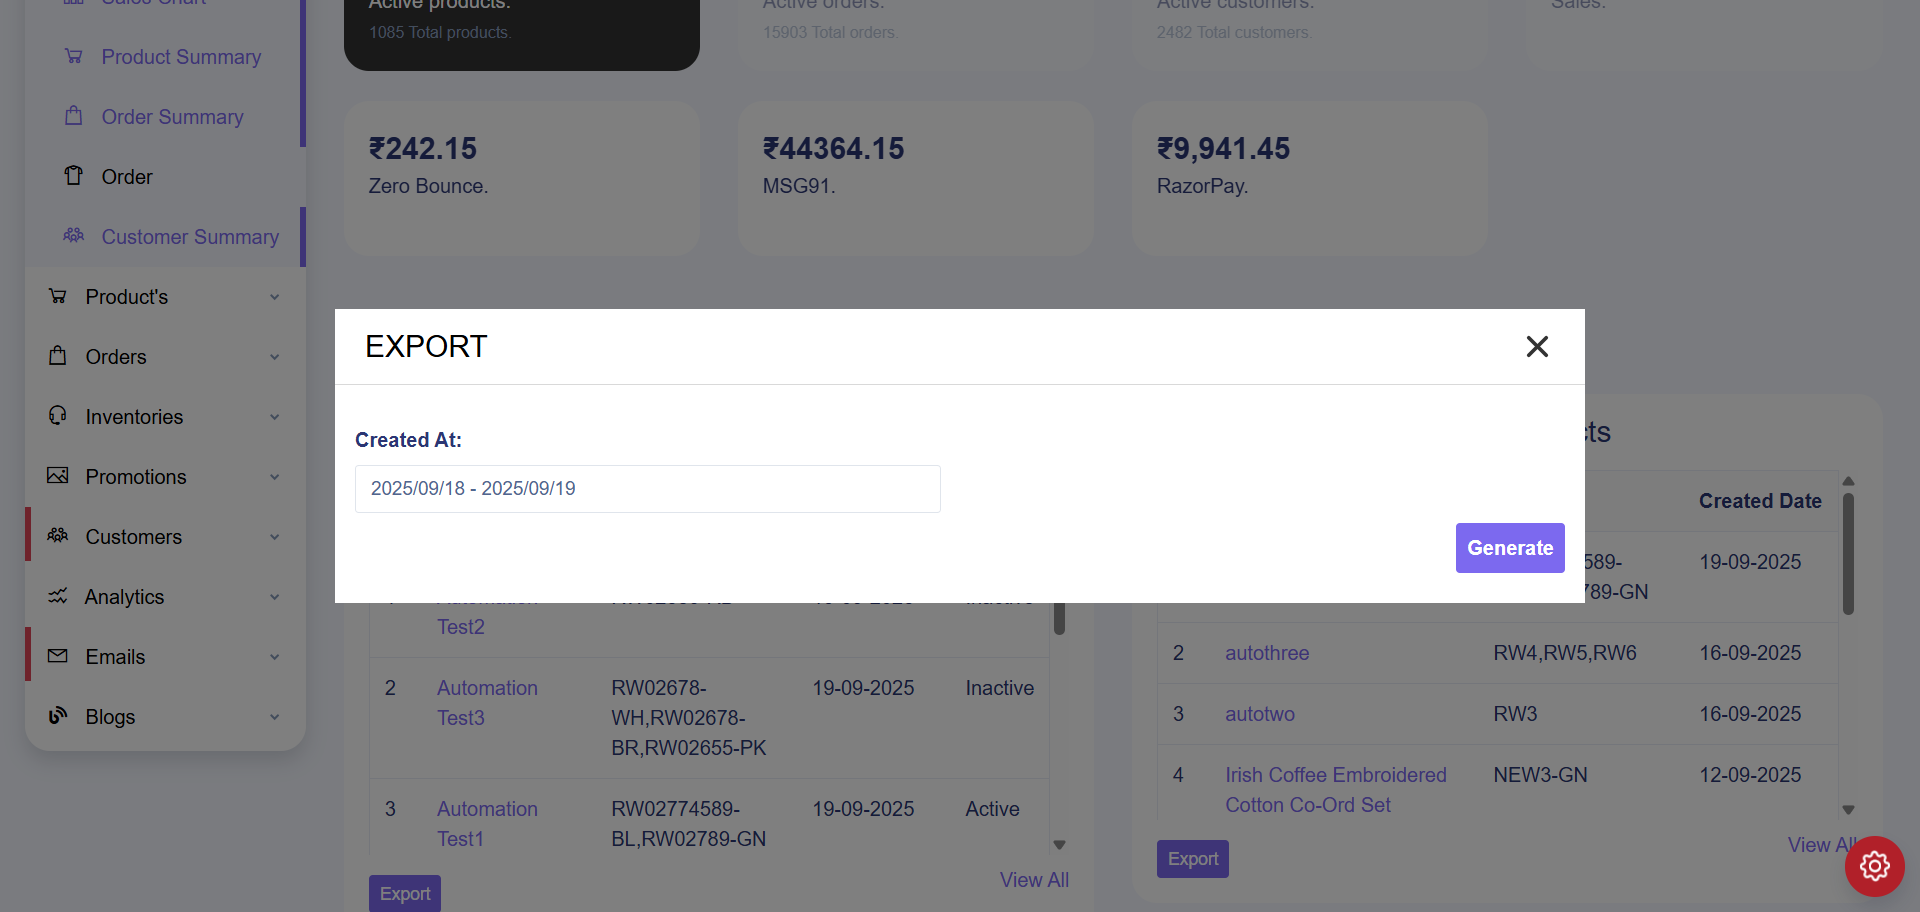 Sales Chart
Product Summary
Order Summary
Order
Customer Summary
Product's
Orders
Inventories
Promotions
Customers
Analytics
Emails
Blogs
Active products.
1085 Total products.
Active orders.
15903 Total orders.
Active customers.
2482 Total customers.
Sales.
₹242.15
Zero Bounce.
₹44364.15
MSG91.
₹9,941.45
RazorPay.
EXPORT
Created At:
2025/09/18 - 2025/09/19
Generate
Automation
Test2
2 Automation Test3 RW02678-WH,RW02678-BR,RW02655-PK 19-09-2025 Inactive
3 Automation Test1 RW02774589-BL,RW02789-GN 19-09-2025 Active
View All
Export
cts
Created Date
589- 19-09-2025
789-GN
2 autothree RW4,RW5,RW6 16-09-2025
3 autotwo RW3 16-09-2025
4 Irish Coffee Embroidered Cotton Co-Ord Set NEW3-GN 12-09-2025
View All
Export